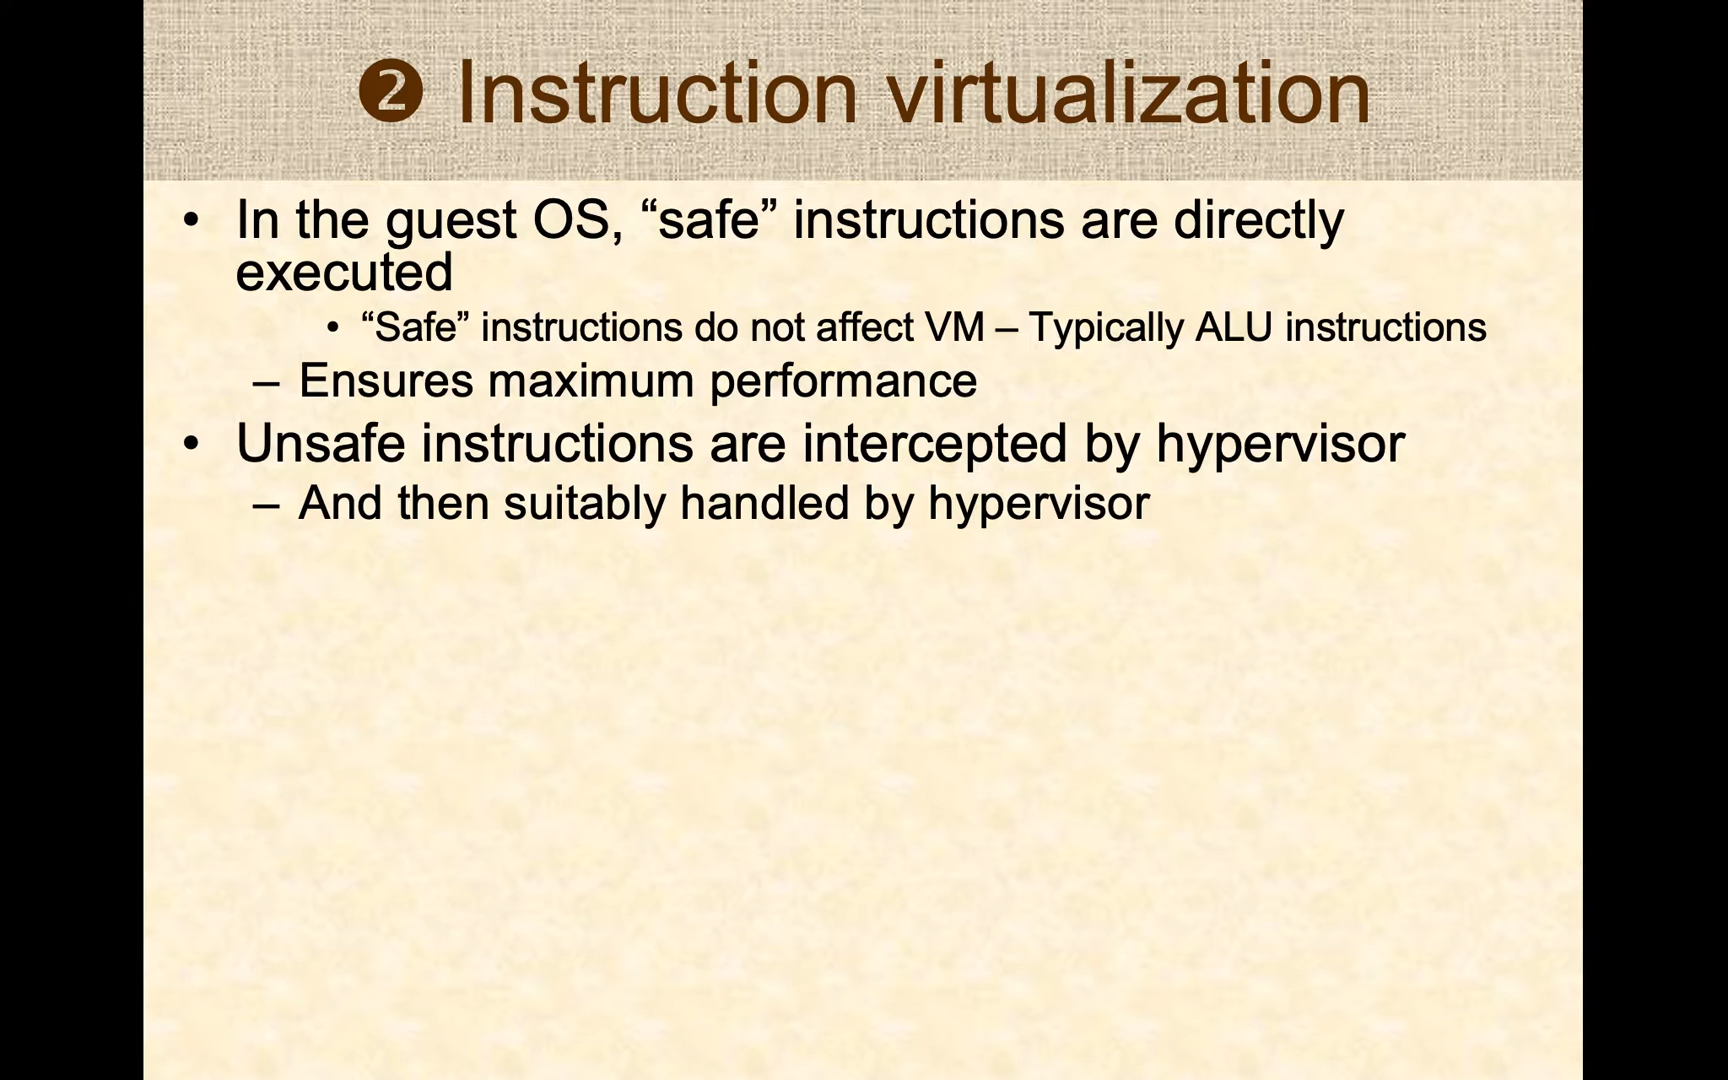 ❷ Instruction virtualization
• In the guest OS, “safe” instructions are directly
executed
• “Safe” instructions do not affect VM – Typically ALU instructions
– Ensures maximum performance
• Unsafe instructions are intercepted by hypervisor
– And then suitably handled by hypervisor